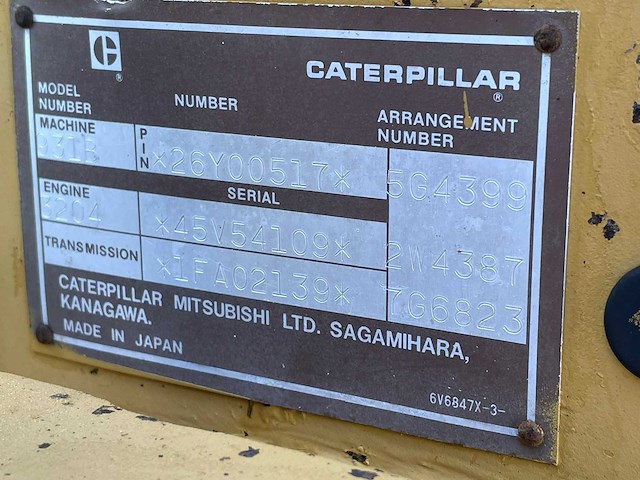 C
®
CATERPILLAR
®
MODEL NUMBER
NUMBER
ARRANGEMENT NUMBER
MACHINE
931B
PIN
*26Y00517*
5G4399
ENGINE
3204
SERIAL
*45V54109*
2W4387
TRANSMISSION
*1FA02139*
7G6823
CATERPILLAR MITSUBISHI LTD. SAGAMIHARA,
KANAGAWA.
MADE IN JAPAN
6V6847X-3-